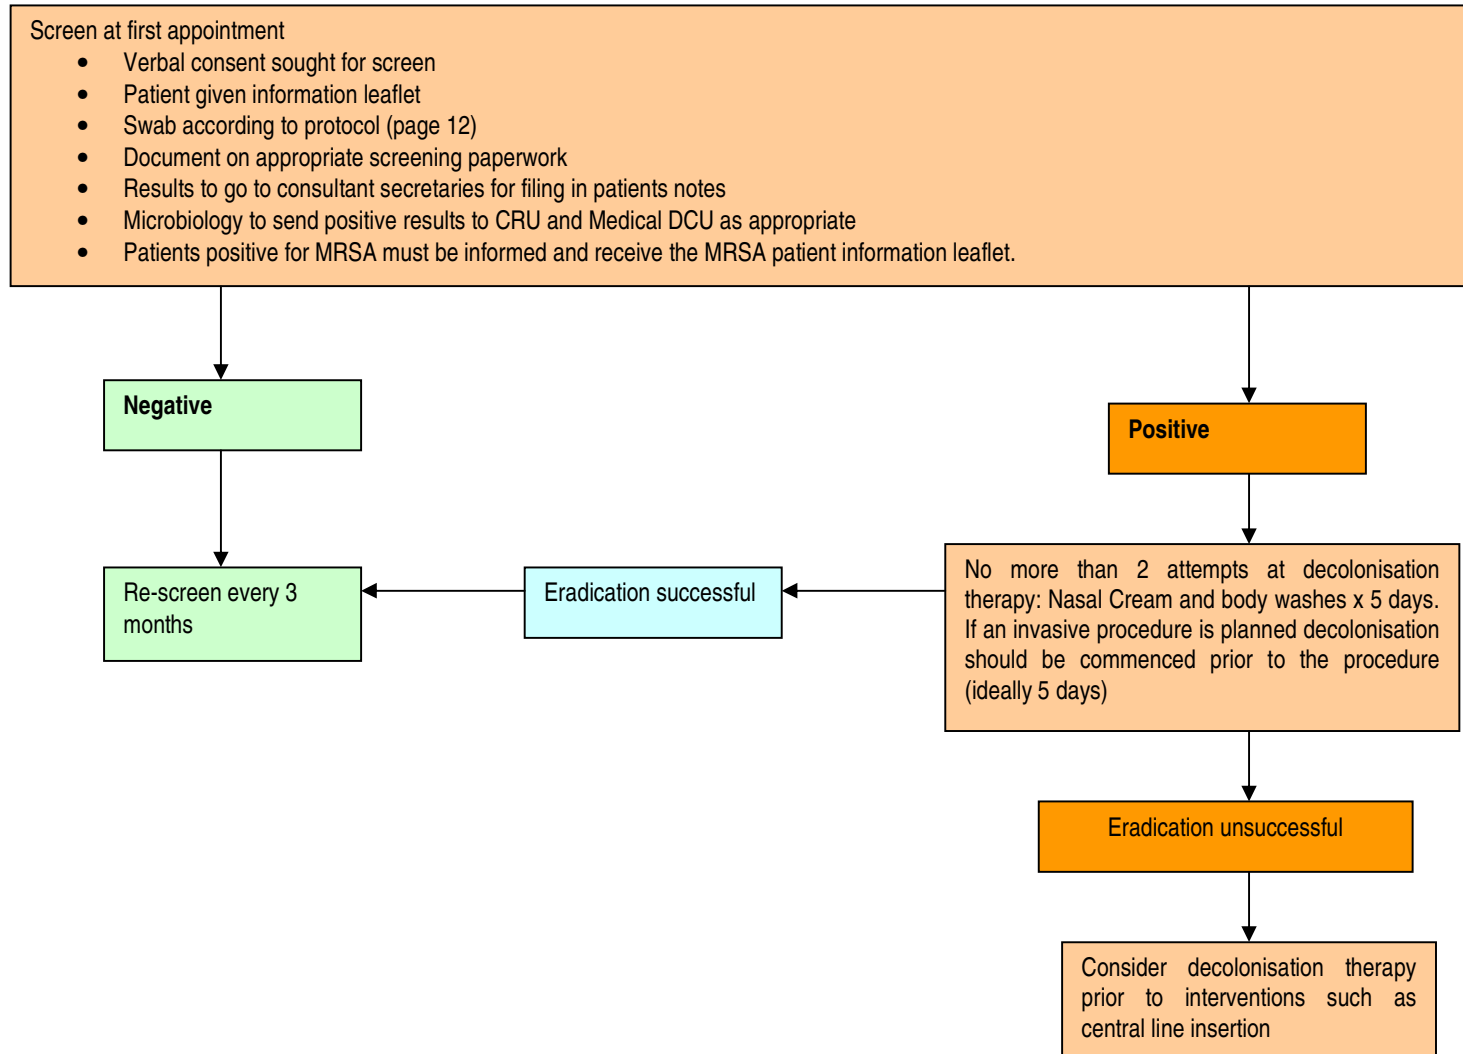 Screen at first appointment
• Verbal consent sought for screen
• Patient given information leaflet
• Swab according to protocol (page 12)
• Document on appropriate screening paperwork
• Results to go to consultant secretaries for filing in patients notes
• Microbiology to send positive results to CRU and Medical DCU as appropriate
• Patients positive for MRSA must be informed and receive the MRSA patient information leaflet.
Negative
Positive
Re-screen every 3
months
Eradication successful
No more than 2 attempts at decolonisation
therapy: Nasal Cream and body washes x 5 days.
If an invasive procedure is planned decolonisation
should be commenced prior to the procedure
(ideally 5 days)
Eradication unsuccessful
Consider decolonisation therapy
prior to interventions such as
central line insertion